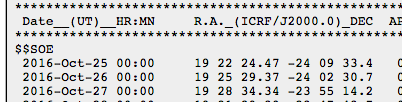 ****************************************************
Date__(UT)__HR:MN R.A._(ICRF/J2000.0)_DEC AP
****************************************************
$$SOE
2016-Oct-25 00:00 19 22 24.47 -24 09 33.4
2016-Oct-26 00:00 19 25 29.37 -24 02 30.7
2016-Oct-27 00:00 19 28 34.34 -23 55 14.2